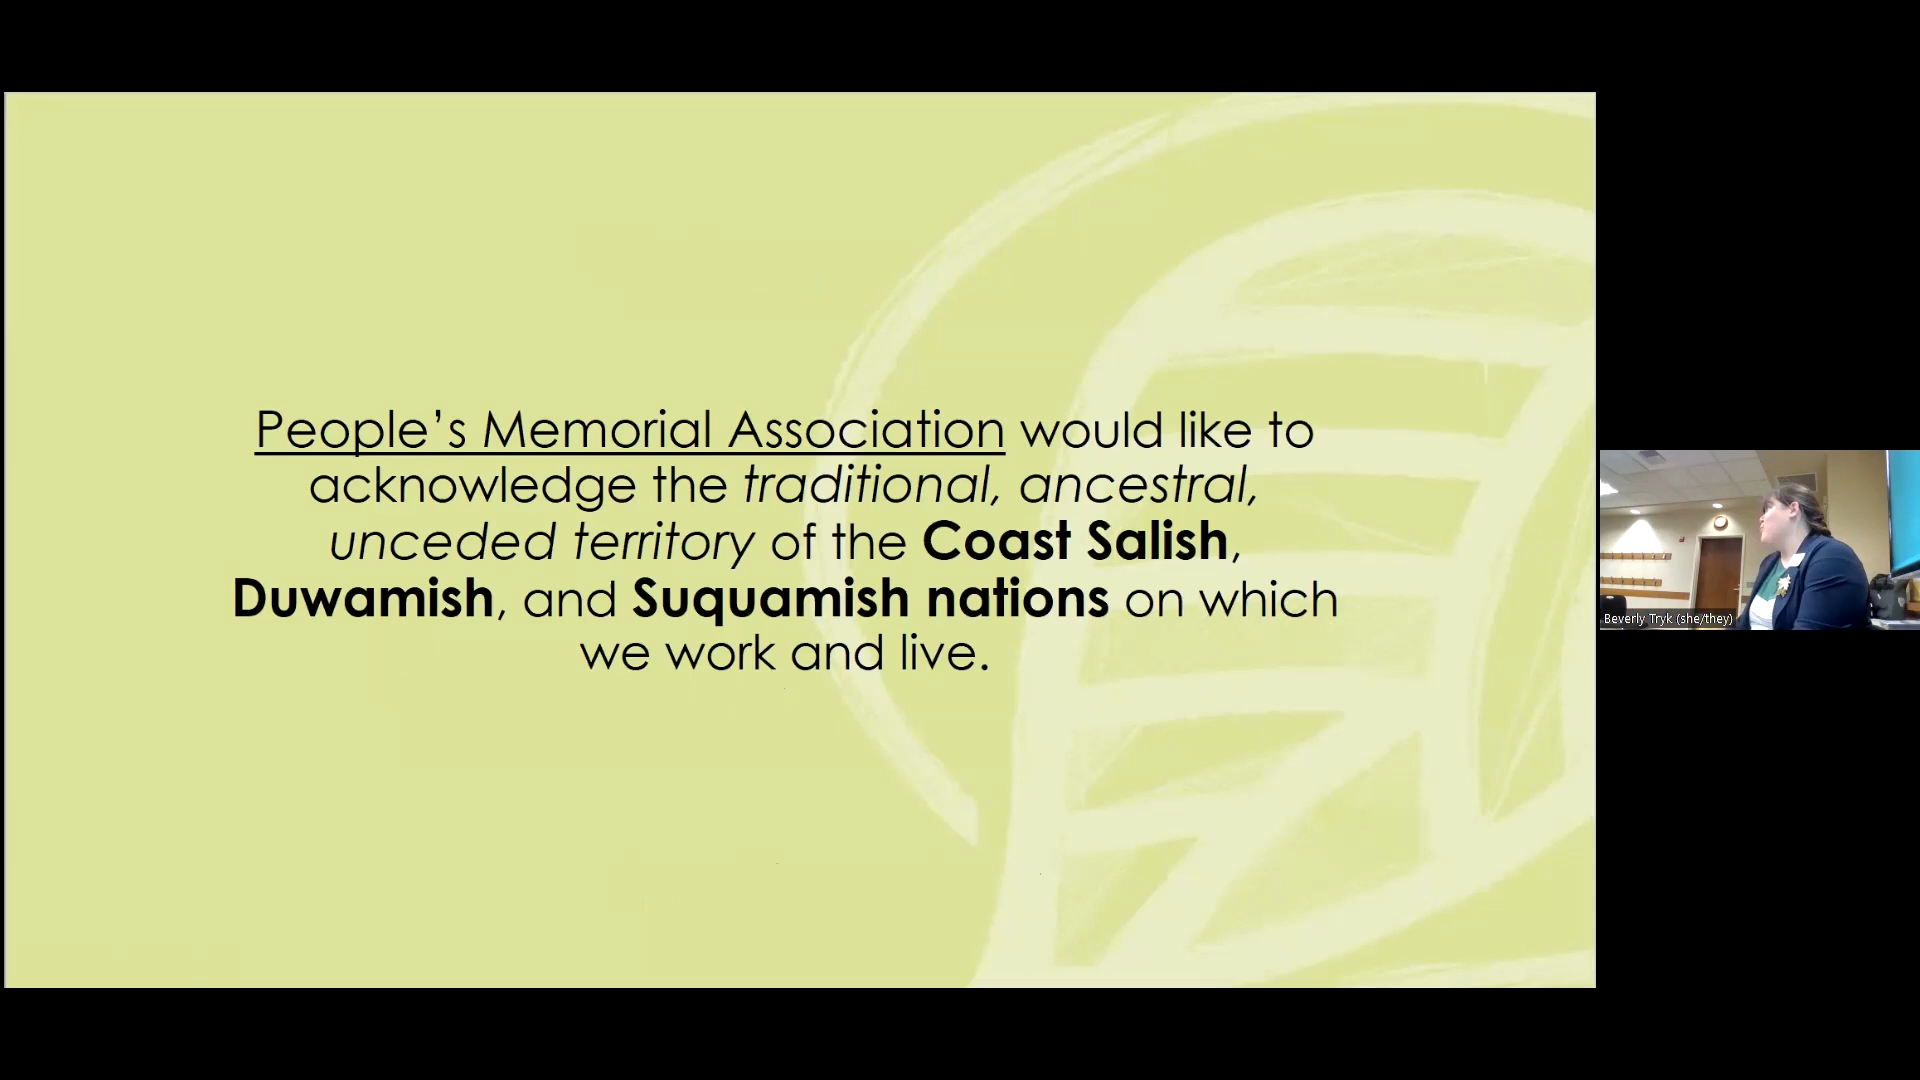 People’s Memorial Association would like to
acknowledge the traditional, ancestral,
unceded territory of the Coast Salish,
Duwamish, and Suquamish nations on which
we work and live.
Beverly Tryk (she/they)